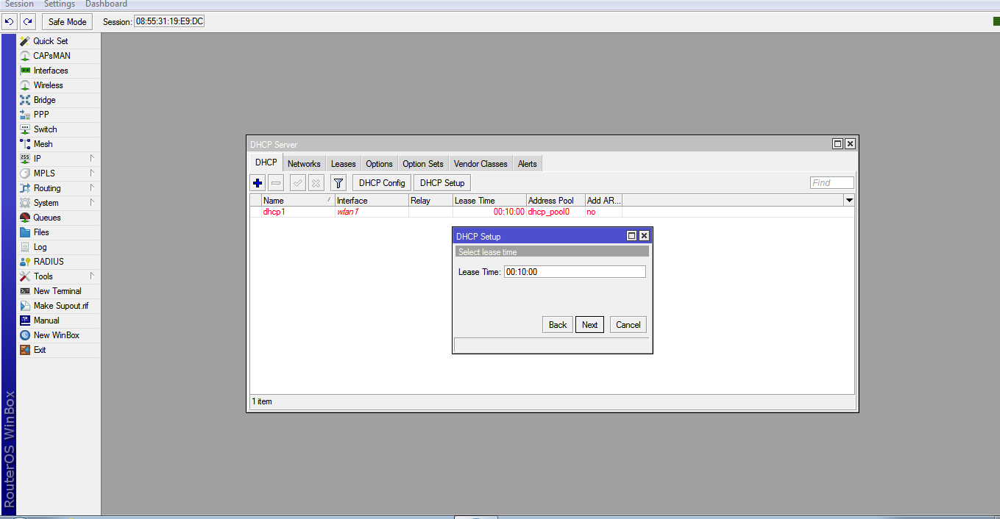 Session Settings Dashboard
Safe Mode Session: 08:55:31:19:E9:DC
Quick Set
CAPsMAN
Interfaces
Wireless
Bridge
PPP
Switch
Mesh
IP
MPLS
Routing
System
Queues
Files
Log
RADIUS
Tools
New Terminal
Make Supout.rif
Manual
New WinBox
Exit
RouterOS WinBox
DHCP Server
DHCP Networks Leases Options Option Sets Vendor Classes Alerts
DHCP Config DHCP Setup Find
Name Interface Relay Lease Time Address Pool Add AR...
dhcp1 wlan1 00:10:00 dhcp_pool0 no
DHCP Setup
Select lease time
Lease Time: 00:10:00
Back Next Cancel
1 item